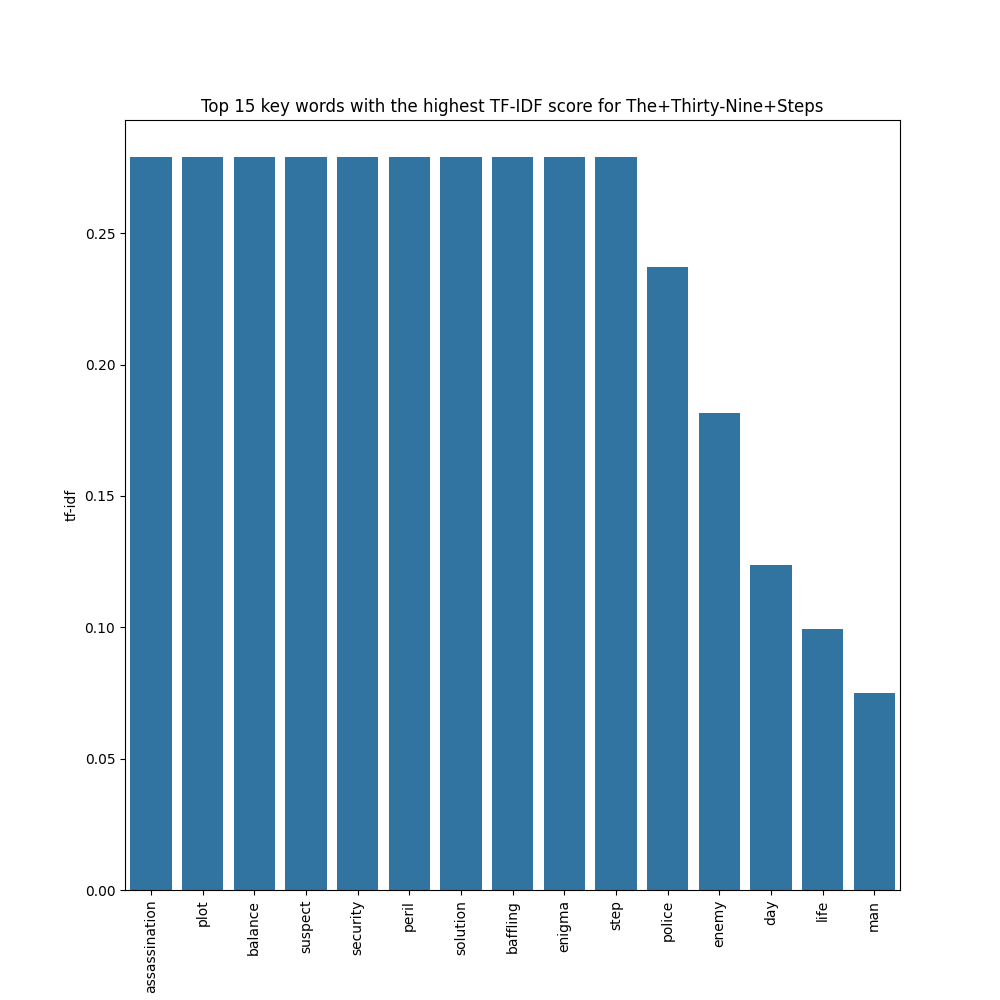 Top 15 key words with the highest TF-IDF score for The+Thirty-Nine+Steps
tf-idf
0.25
0.20
0.15
0.10
0.05
0.00
assassination
plot
balance
suspect
security
peril
solution
baffling
enigma
step
police
enemy
day
life
man